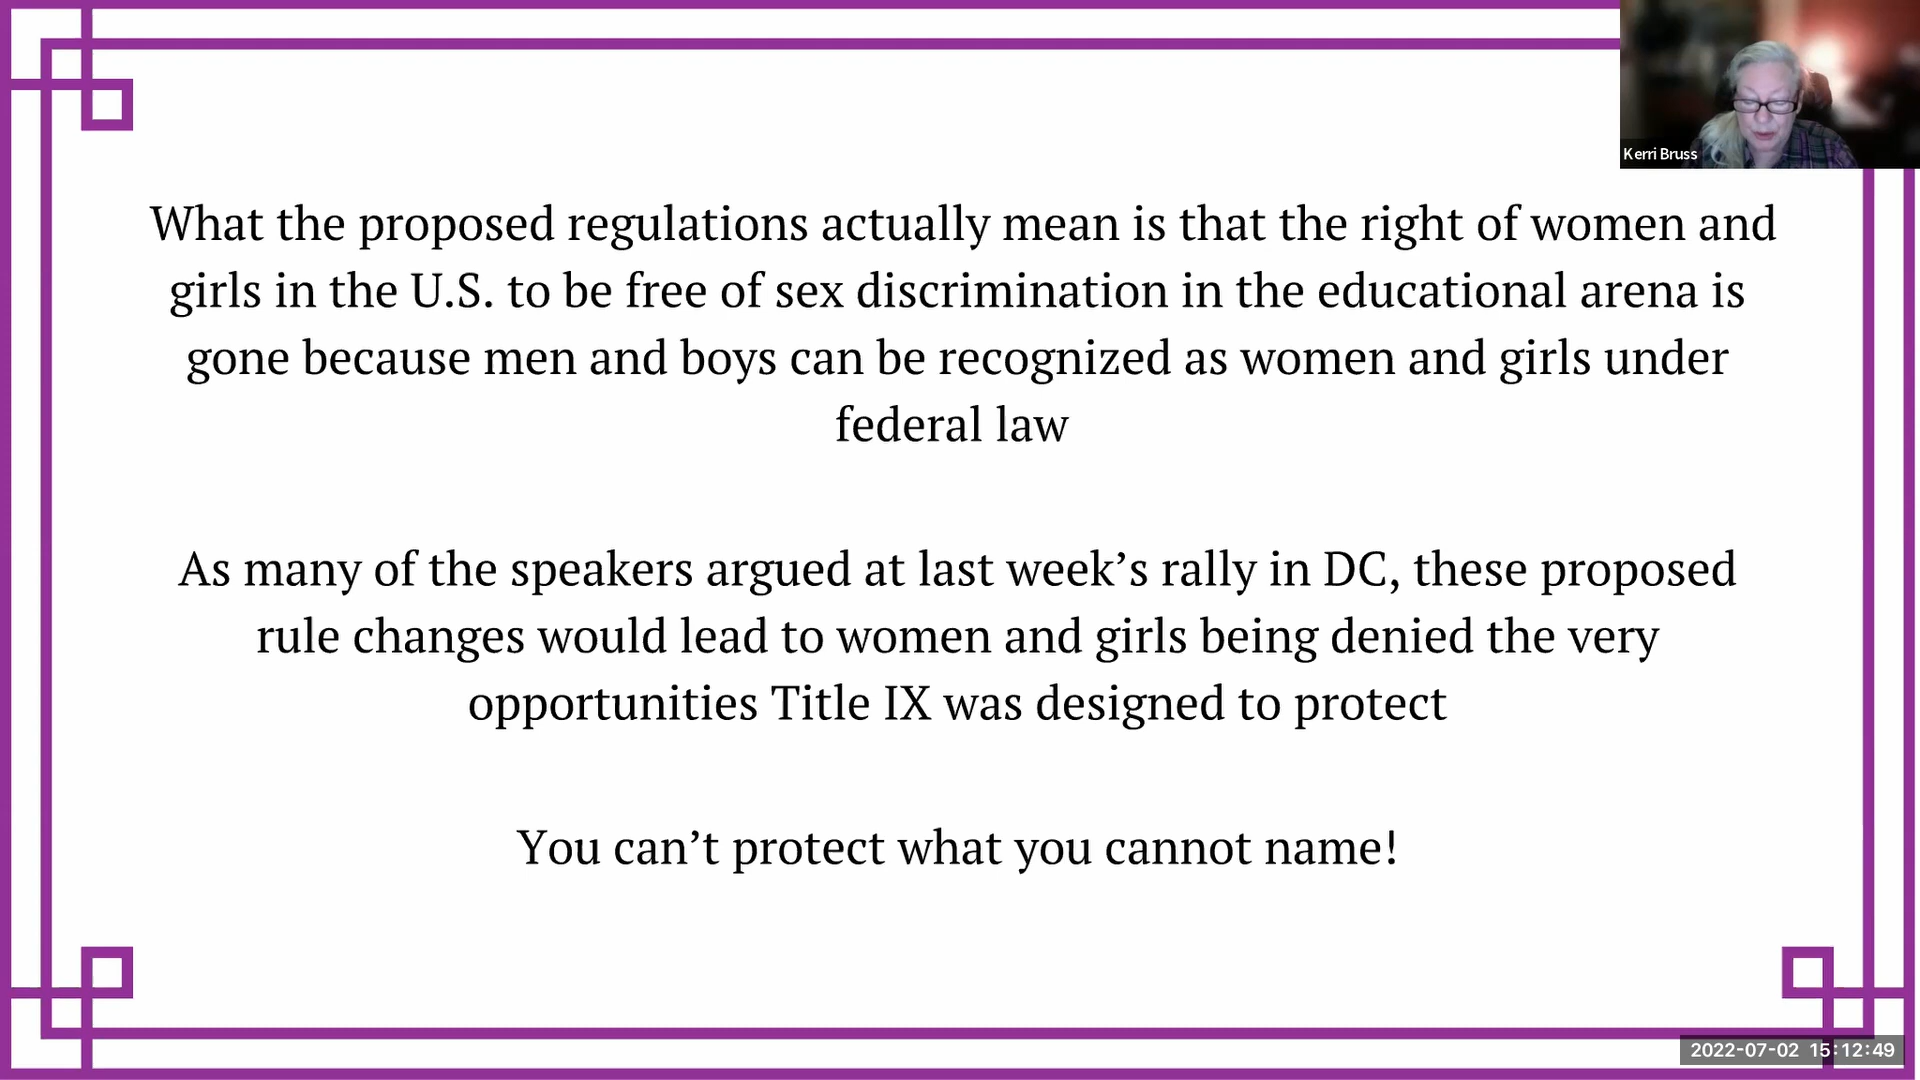 Kerri Bruss
What the proposed regulations actually mean is that the right of women and
girls in the U.S. to be free of sex discrimination in the educational arena is
gone because men and boys can be recognized as women and girls under
federal law
As many of the speakers argued at last week’s rally in DC, these proposed
rule changes would lead to women and girls being denied the very
opportunities Title IX was designed to protect
You can’t protect what you cannot name!
2022-07-02 15:12:49